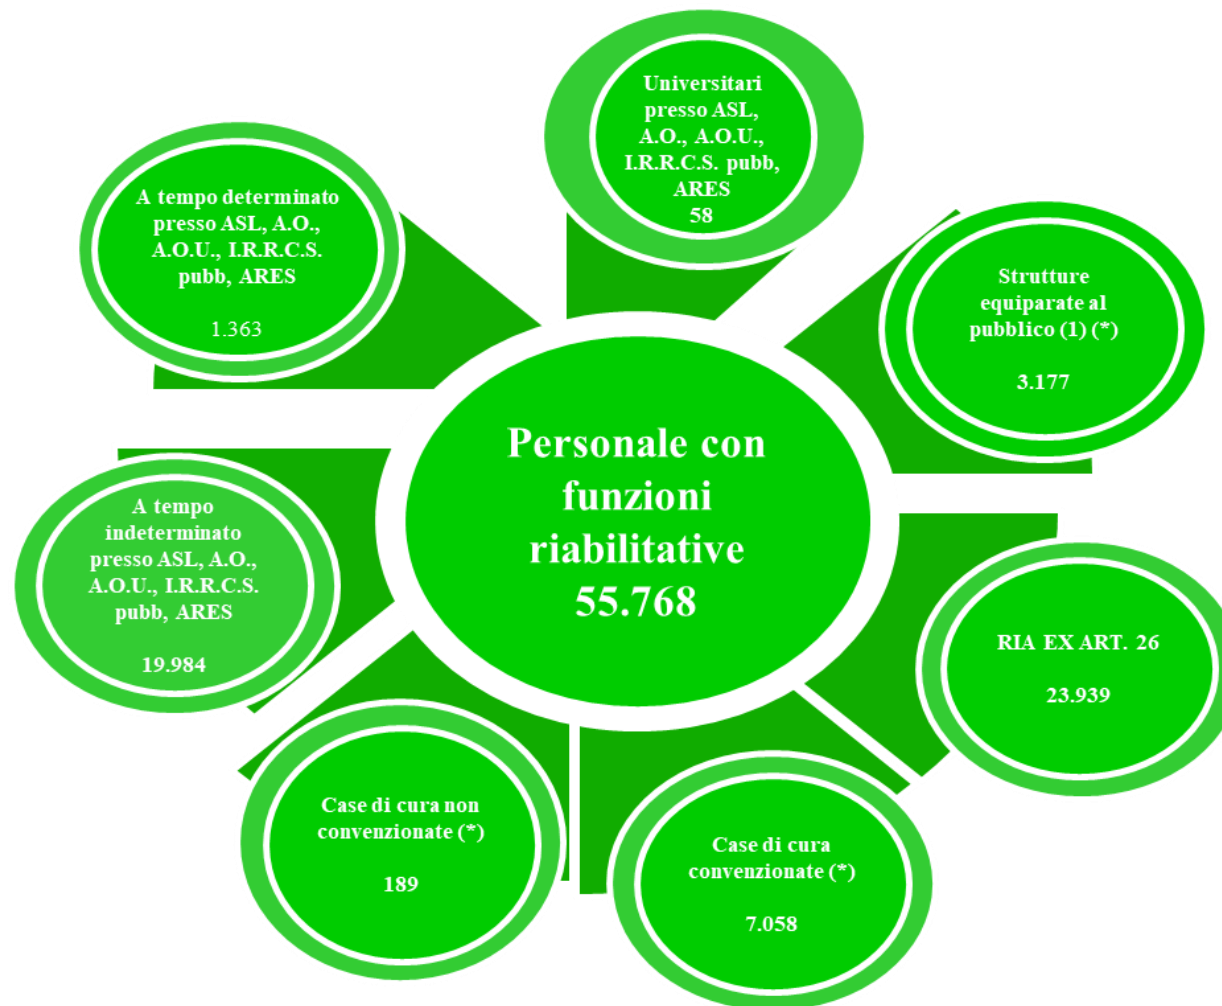 Universitari
presso ASL,
A.O., A.O.U.,
I.R.R.C.S. pubb,
ARES
58
A tempo determinato
presso ASL, A.O.,
A.O.U., I.R.R.C.S.
pubb, ARES
1.363
Strutture
equiparate al
pubblico (1) (*)
3.177
Personale con
funzioni
riabilitative
55.768
A tempo
indeterminato
presso ASL, A.O.,
A.O.U., I.R.R.C.S.
pubb, ARES
19.984
RIA EX ART. 26
23.939
Case di cura non
convenzionate (*)
189
Case di cura
convenzionate (*)
7.058